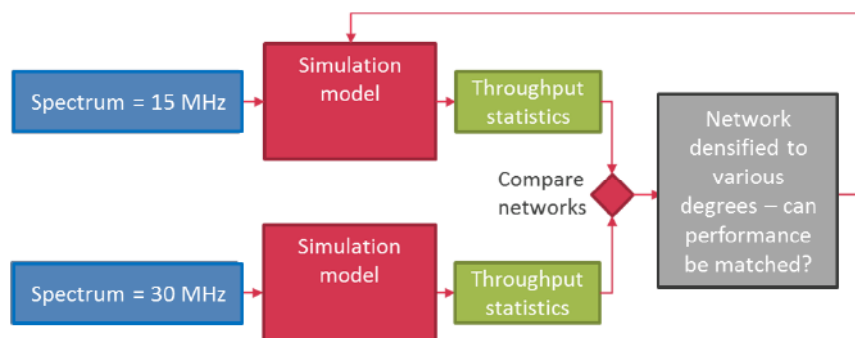 Spectrum = 15 MHz
Simulation
model
Throughput
statistics
Compare
networks
Network
densified to
various
degrees – can
performance
be matched?
Spectrum = 30 MHz
Simulation
model
Throughput
statistics